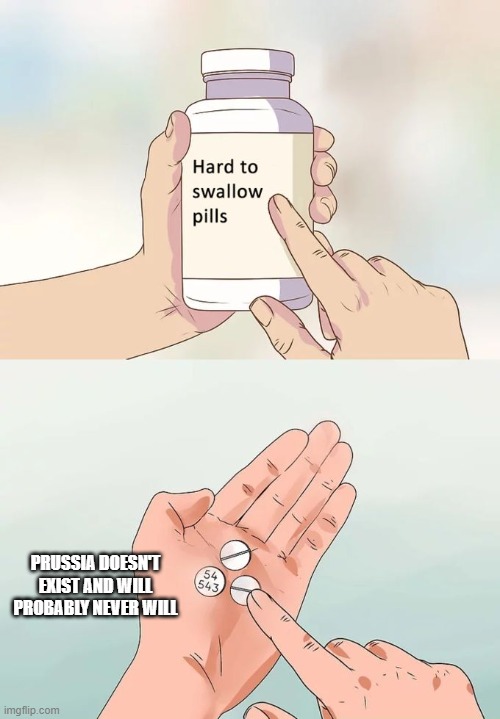 Hard to
swallow
pills
PRUSSIA DOESN'T
EXIST AND WILL
PROBABLY NEVER WILL
54
543
imgflip.com